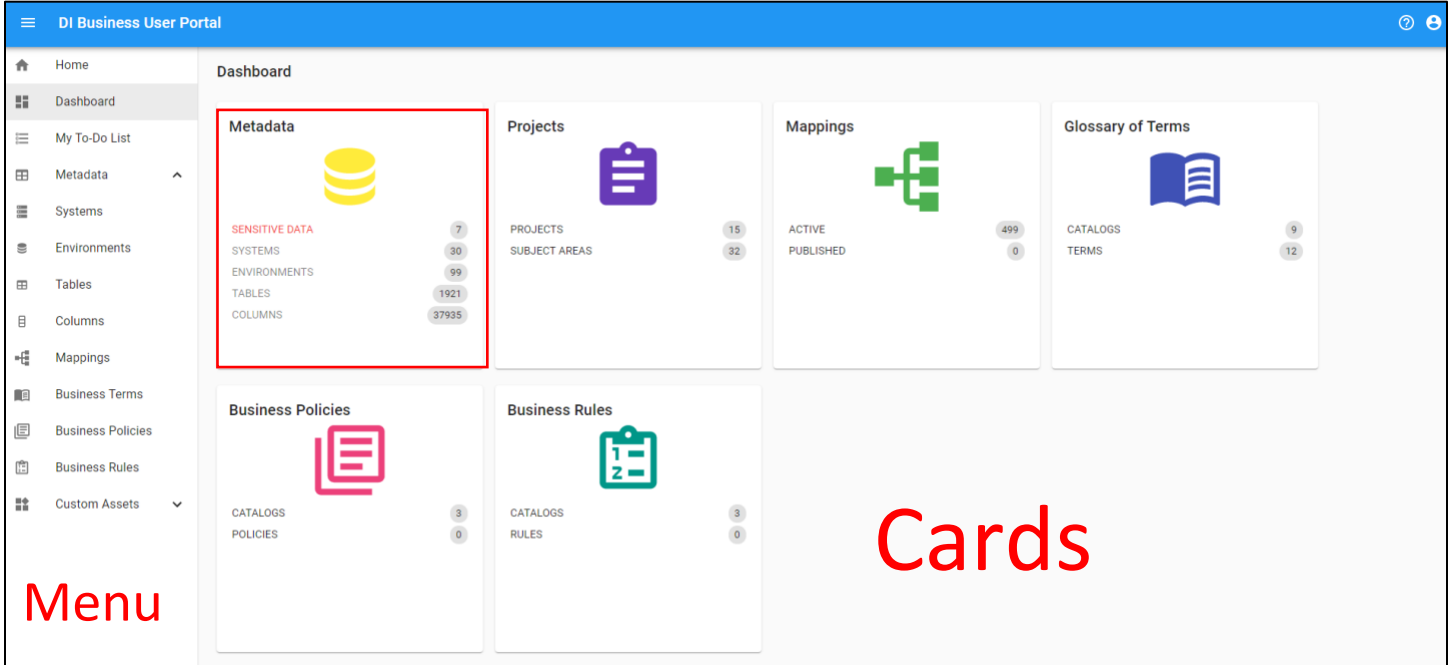 DI Business User Portal
Home
Dashboard
My To-Do List
Metadata
Systems
Environments
Tables
Columns
Mappings
Business Terms
Business Policies
Business Rules
Custom Assets
Menu
Dashboard
Metadata
SENSITIVE DATA 7
SYSTEMS 30
ENVIRONMENTS 99
TABLES 1921
COLUMNS 37935
Projects
PROJECTS 15
SUBJECT AREAS 32
Mappings
ACTIVE 499
PUBLISHED 0
Glossary of Terms
CATALOGS 9
TERMS 12
Business Policies
CATALOGS 3
POLICIES 0
Business Rules
1
2
CATALOGS 3
RULES 0
Cards